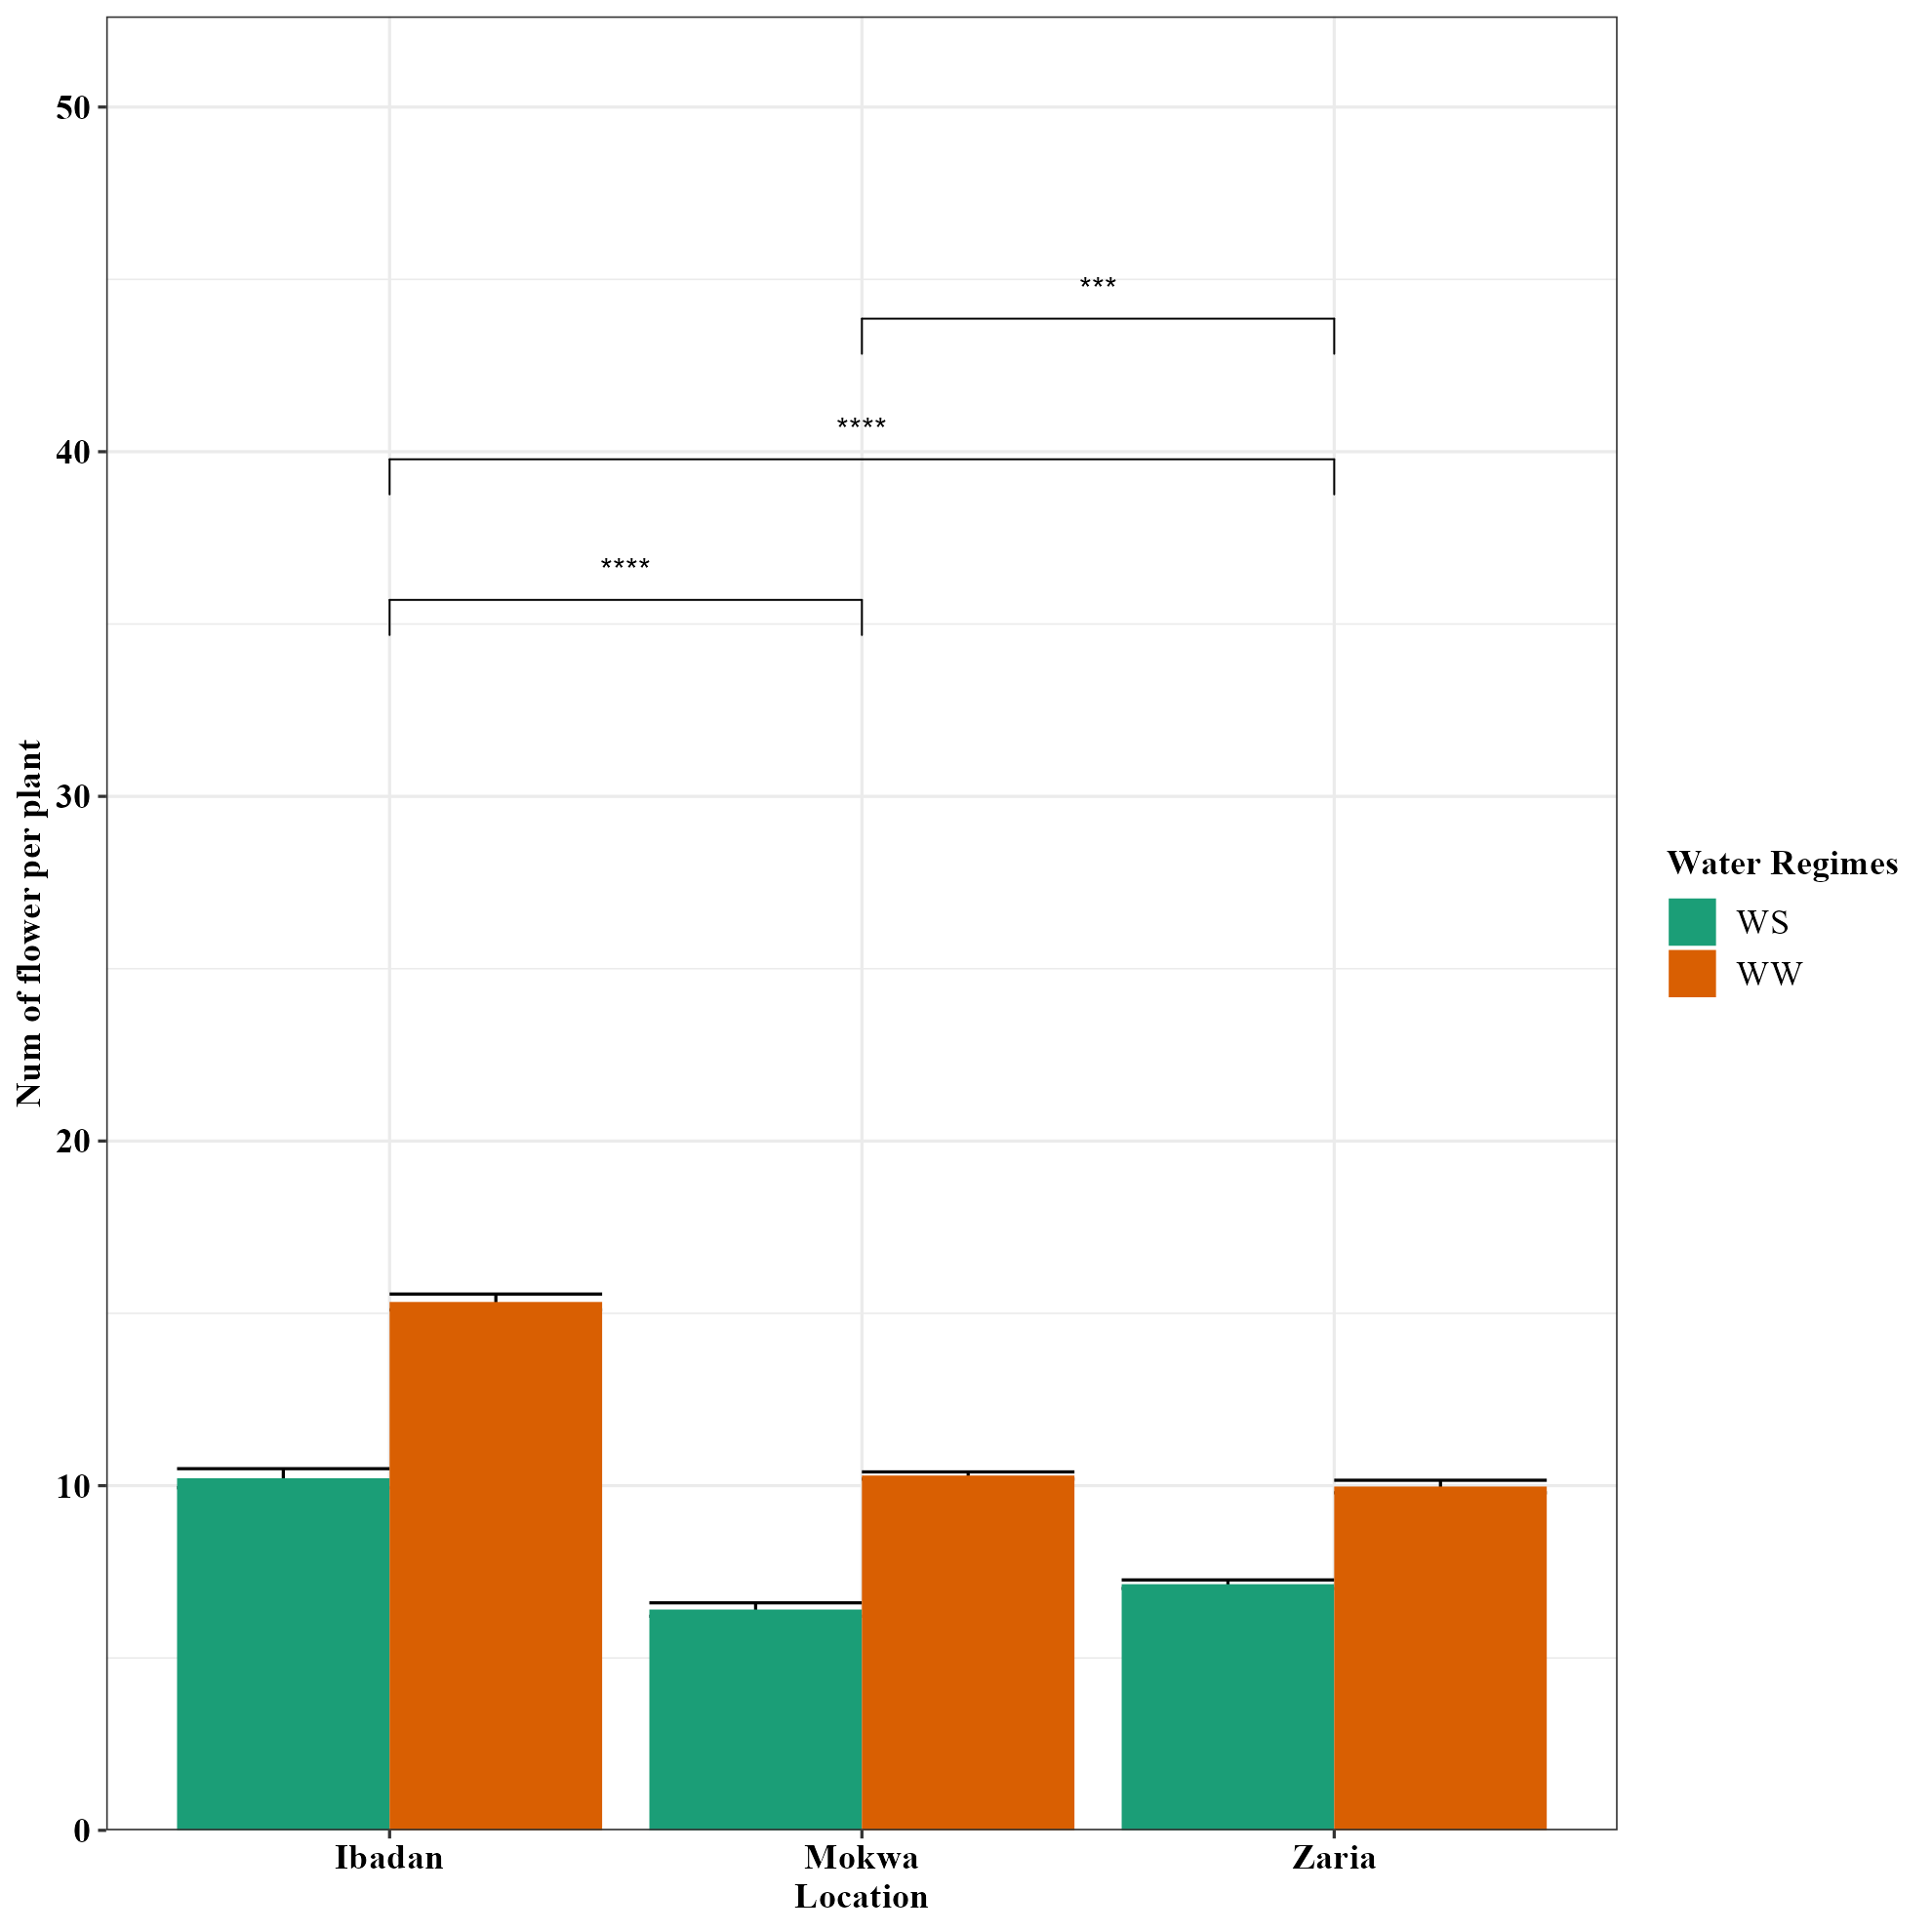 50
***
****
40
****
30
20
10
0
Num of flower per plant
Ibadan
Mokwa
Zaria
Location
Water Regimes
WS
WW